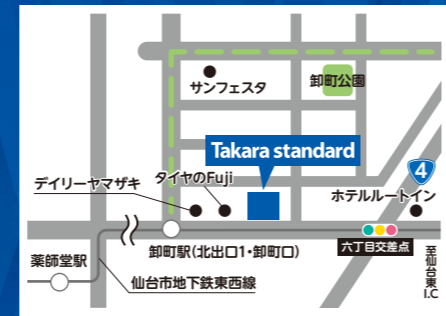 サンフェスタ
卸町公園
Takara standard
4
デイリーヤマザキ
タイヤのFuji
ホテルルートイン
卸町駅(北出口1・卸町口)
六丁目交差点
至仙台東I.C
薬師堂駅
仙台市地下鉄東西線